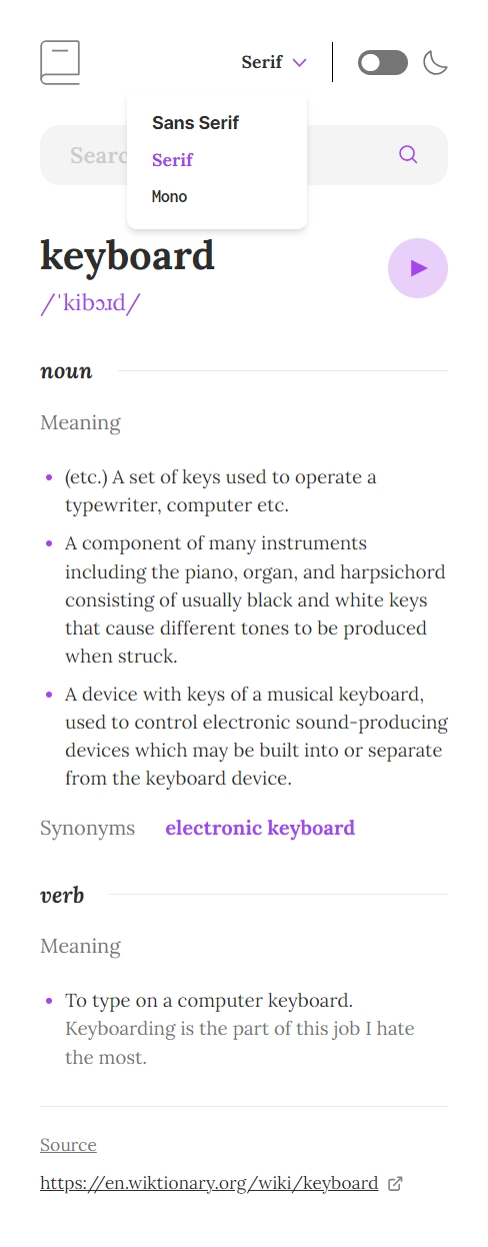 Serif
Sans Serif
Serif
Mono
Searc
keyboard
/ˈkibɔɹd/
noun
Meaning
(etc.) A set of keys used to operate a
typewriter, computer etc.
A component of many instruments
including the piano, organ, and harpsichord
consisting of usually black and white keys
that cause different tones to be produced
when struck.
A device with keys of a musical keyboard,
used to control electronic sound-producing
devices which may be built into or separate
from the keyboard device.
Synonyms electronic keyboard
verb
Meaning
To type on a computer keyboard.
Keyboarding is the part of this job I hate
the most.
Source
https://en.wiktionary.org/wiki/keyboard